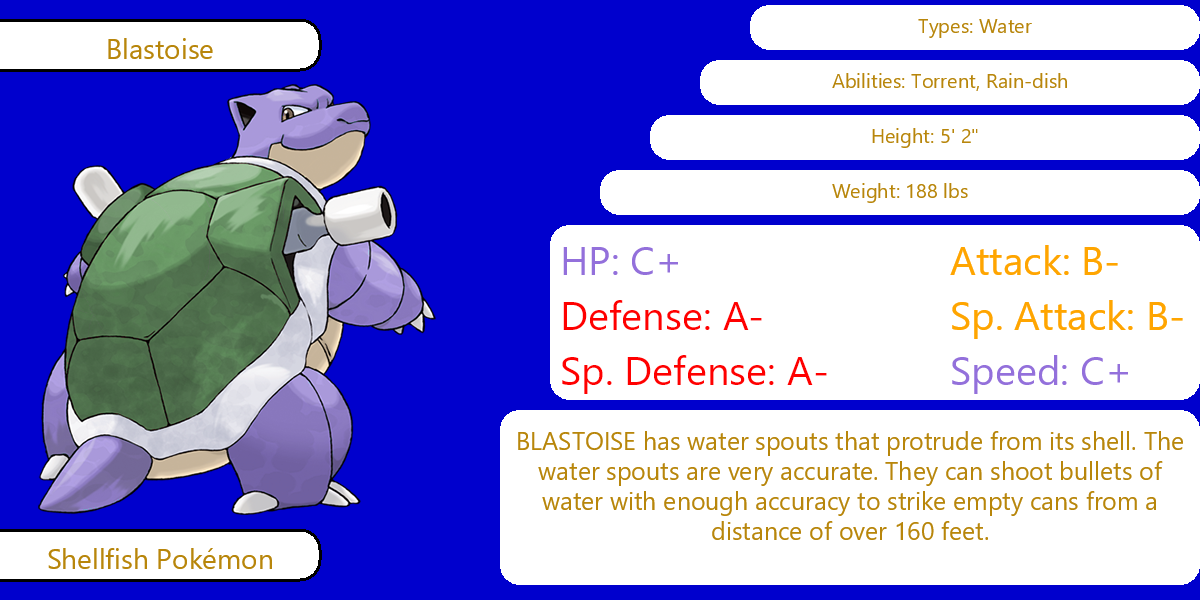 Blastoise
Types: Water
Abilities: Torrent, Rain-dish
Height: 5' 2"
Weight: 188 lbs
HP: C+
Attack: B-
Defense: A-
Sp. Attack: B-
Sp. Defense: A-
Speed: C+
BLASTOISE has water spouts that protrude from its shell. The
water spouts are very accurate. They can shoot bullets of
water with enough accuracy to strike empty cans from a
distance of over 160 feet.
Shellfish Pokémon